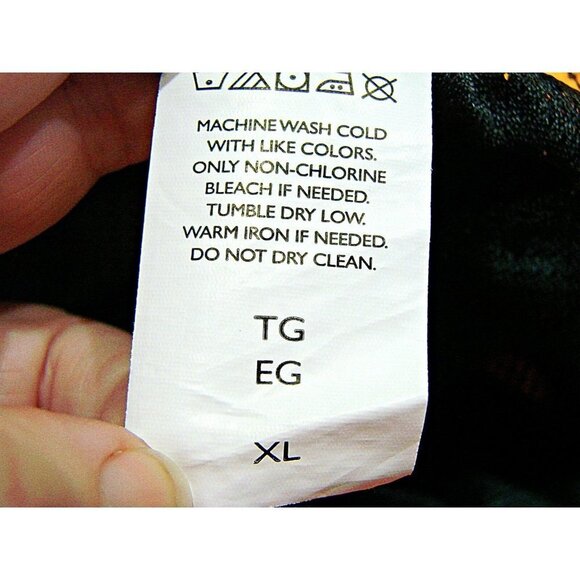 MACHINE WASH COLD
WITH LIKE COLORS.
ONLY NON-CHLORINE
BLEACH IF NEEDED.
TUMBLE DRY LOW.
WARM IRON IF NEEDED.
DO NOT DRY CLEAN.
TG
EG
XL